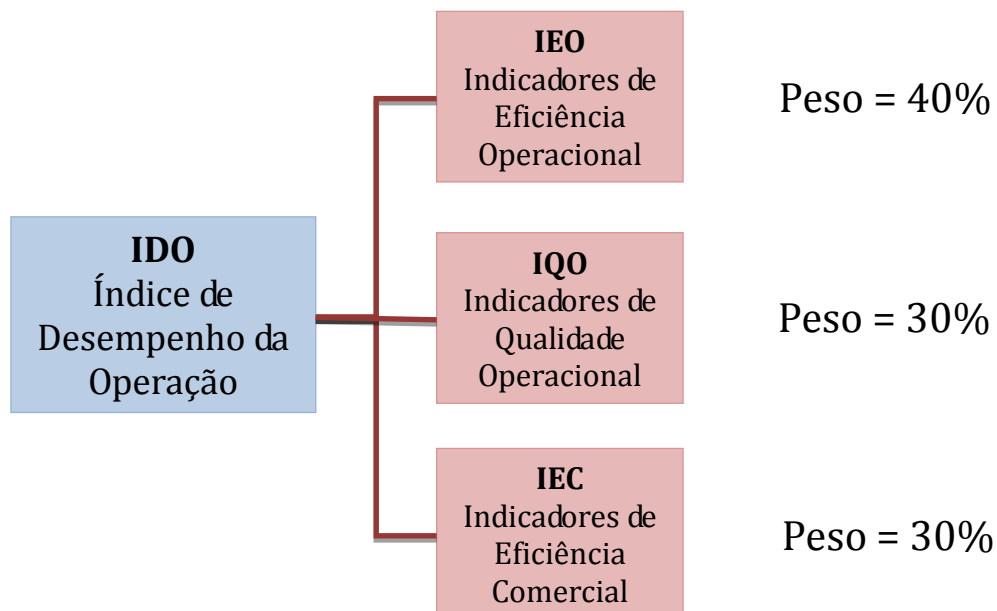 IEO
Indicadores de
Eficiência
Operacional
Peso = 40%
IDO
Índice de
Desempenho da
Operação
IQO
Indicadores de
Qualidade
Operacional
Peso = 30%
IEC
Indicadores de
Eficiência
Comercial
Peso = 30%